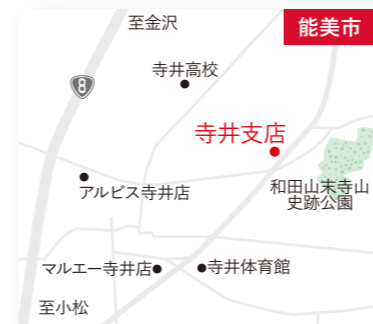 至金沢
能美市
8
寺井高校
寺井支店
アルビス寺井店
和田山末寺山
史跡公園
マルエー寺井店
寺井体育館
至小松